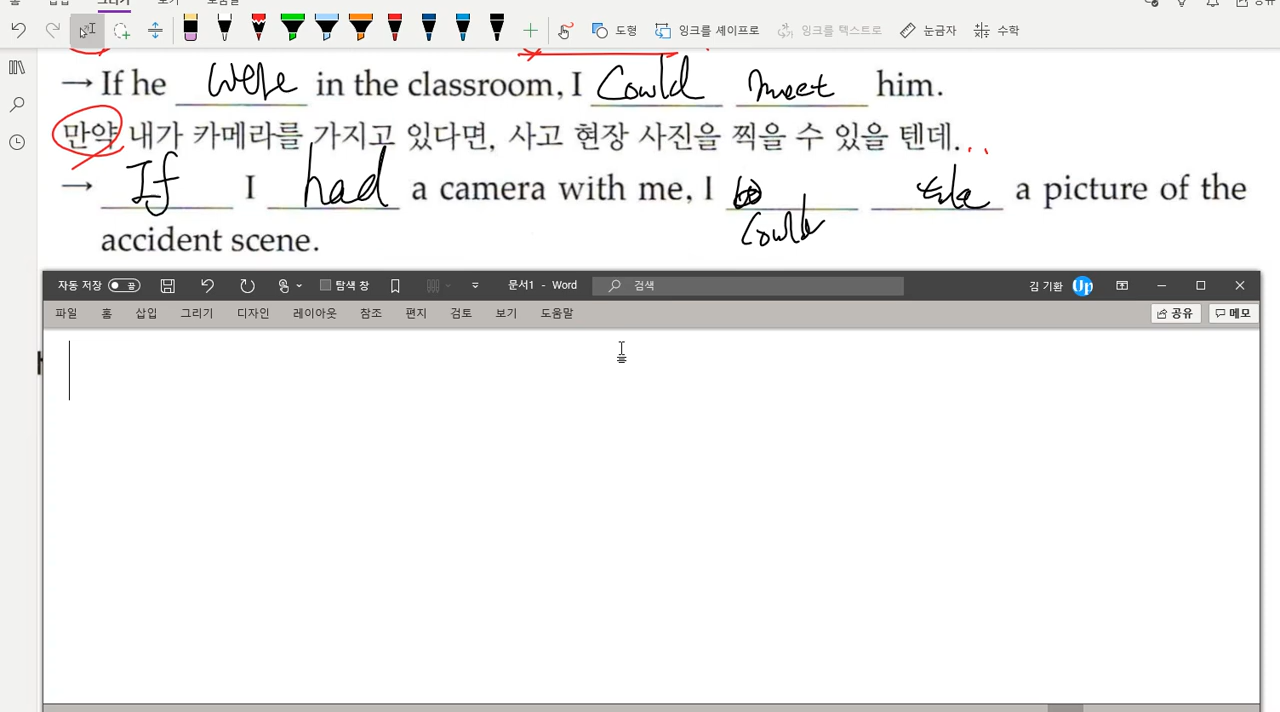 그리기
도형
잉크를 셰이프로
잉크를 텍스트로
눈금자
수학
→ If he were in the classroom, I Could meet him.
만약 내가 카메라를 가지고 있다면, 사고 현장 사진을 찍을 수 있을 텐데...
→ If I had a camera with me, I could take a picture of the
accident scene.
자동 저장 끔 탐색 창 문서1 - Word 검색 김 기환 Up
파일 홈 삽입 그리기 디자인 레이아웃 참조 편지 검토 보기 도움말 공유 메모